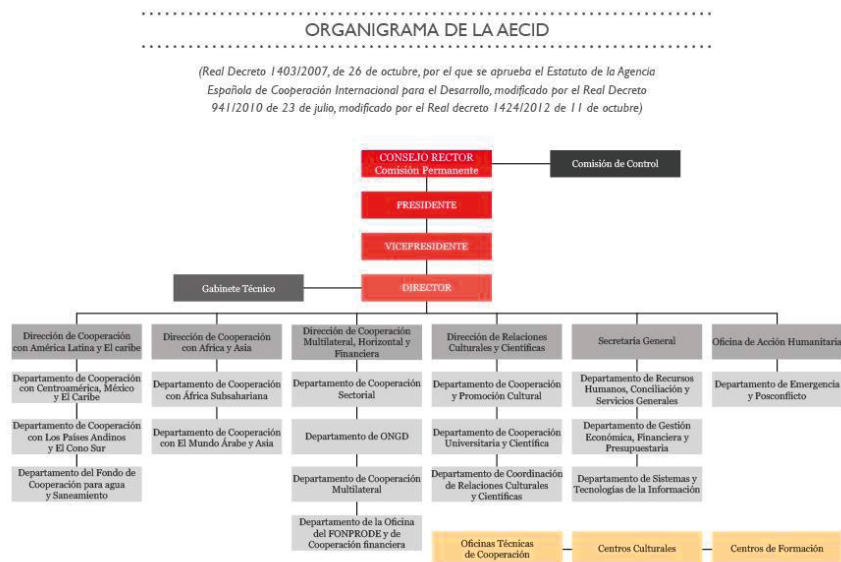 ORGANIGRAMA DE LA AECID
(Real Decreto 1403/2007, de 26 de octubre, por el que se aprueba el Estatuto de la Agencia
Española de Cooperación Internacional para el Desarrollo, modificado por el Real Decreto
941/2010 de 23 de julio, modificado por el Real decreto 1424/2012 de 11 de octubre)
CONSEJO RECTOR
Comisión Permanente
Comisión de Control
PRESIDENTE
VICEPRESIDENTE
Gabinete Técnico
DIRECTOR
Dirección de Cooperación
con América Latina y El caribe
Dirección de Cooperación
con Africa y Asia
Dirección de Cooperación
Multilateral, Horizontal y
Financiera
Dirección de Relaciones
Culturales y Científicas
Secretaría General
Oficina de Acción Humanitaria
Departamento de Cooperación
con Centroamérica, México
y El Caribe
Departamento de Cooperación
con África Subsahariana
Departamento de Cooperación
Sectorial
Departamento de Cooperación
y Promoción Cultural
Departamento de Recursos
Humanos, Conciliación y
Servicios Generales
Departamento de Emergencia
y Posconflicto
Departamento de Cooperación
con Los Países Andinos
y El Cono Sur
Departamento de Cooperación
con El Mundo Árabe y Asia
Departamento de ONGD
Departamento de Cooperación
Universitaria y Científica
Departamento de Gestión
Económica, Financiera y
Presupuestaria
Departamento del Fondo de
Cooperación para agua
y Saneamiento
Departamento de Cooperación
Multilateral
Departamento de Coordinación
de Relaciones Culturales
y Científicas
Departamento de Sistemas y
Tecnologías de la Información
Departamento de la Oficina
del FONPRODE y de
Cooperación financiera
Oficinas Técnicas
de Cooperación
Centros Culturales
Centros de Formación